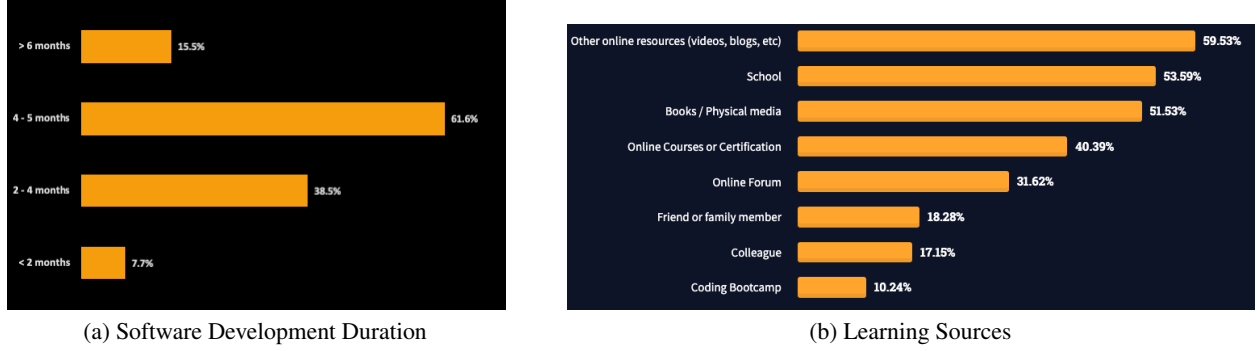 > 6 months 15.5%
4 - 5 months 61.6%
2 - 4 months 38.5%
< 2 months 7.7%
(a) Software Development Duration
Other online resources (videos, blogs, etc) 59.53%
School 53.59%
Books / Physical media 51.53%
Online Courses or Certification 40.39%
Online Forum 31.62%
Friend or family member 18.28%
Colleague 17.15%
Coding Bootcamp 10.24%
(b) Learning Sources